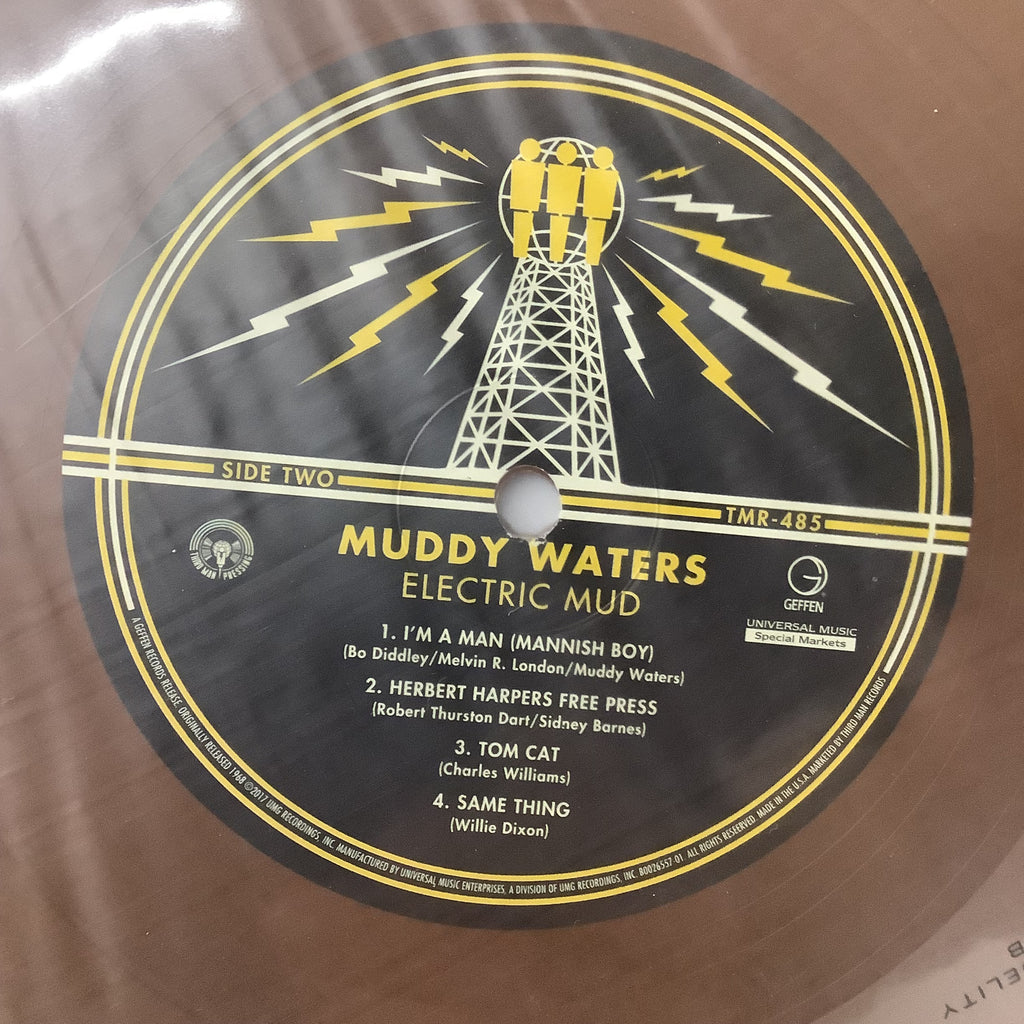 SIDE TWO
TMR-485
THIRD MAN PRESSING
MUDDY WATERS
ELECTRIC MUD
GEFFEN
UNIVERSAL MUSIC
Special Markets
1. I'M A MAN (MANNISH BOY)
(Bo Diddley/Melvin R. London/Muddy Waters)
2. HERBERT HARPERS FREE PRESS
(Robert Thurston Dart/Sidney Barnes)
3. TOM CAT
(Charles Williams)
4. SAME THING
(Willie Dixon)
A GEFFEN RECORDS RELEASE. ORIGINALLY RELEASED 1968 ©2017 UMG RECORDINGS, INC. MANUFACTURED BY UNIVERSAL MUSIC ENTERPRISES, A DIVISION OF UMG RECORDINGS, INC. B0026557-01 ALL RIGHTS RESERVED. MADE IN THE U.S.A. MARKETED BY THIRD MAN RECORDS